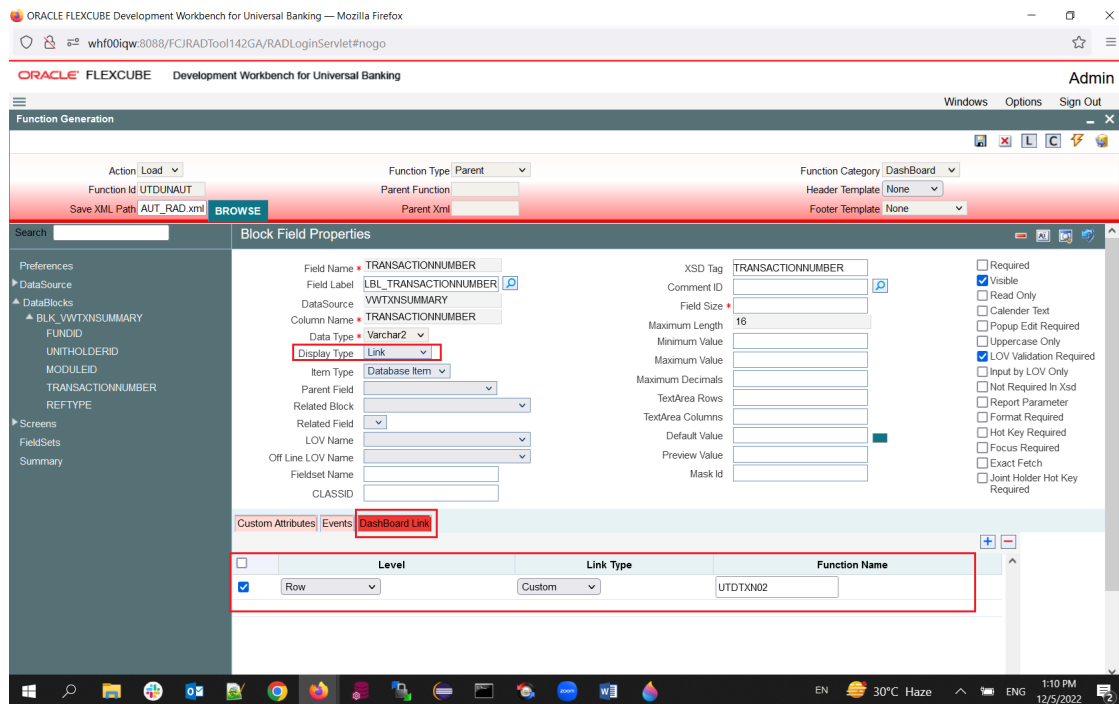 ORACLE FLEXCUBE Development Workbench for Universal Banking — Mozilla Firefox
whf00iqw:8088/FCJRADTool142GA/RADLoginServlet#nogo
ORACLE' FLEXCUBE Development Workbench for Universal Banking
Admin
Windows Options Sign Out
Function Generation
L C
Action Load Function Type Parent Function Category DashBoard
Function Id UTDUNAUT Parent Function Header Template None
Save XML Path AUT_RAD.xml BROWSE Parent Xml Footer Template None
Search
Preferences
DataSource
DataBlocks
BLK_VWTXNSUMMARY
FUNDID
UNITHOLDERID
MODULEID
TRANSACTIONNUMBER
REFTYPE
Screens
FieldSets
Summary
Block Field Properties
Field Name * TRANSACTIONNUMBER
Field Label LBL_TRANSACTIONNUMBER
DataSource VWTXNSUMMARY
Column Name * TRANSACTIONNUMBER
Data Type * Varchar2
Display Type Link
Item Type Database Item
Parent Field
Related Block
Related Field
LOV Name
Off Line LOV Name
Fieldset Name
CLASSID
XSD Tag TRANSACTIONNUMBER
Comment ID
Field Size *
Maximum Length 16
Minimum Value
Maximum Value
Maximum Decimals
TextArea Rows
TextArea Columns
Default Value
Preview Value
Mask Id
Required
Visible
Read Only
Calender Text
Popup Edit Required
Uppercase Only
LOV Validation Required
Input by LOV Only
Not Required In Xsd
Report Parameter
Format Required
Hot Key Required
Focus Required
Exact Fetch
Joint Holder Hot Key
Required
Custom Attributes Events DashBoard Link
Level Link Type Function Name
Row Custom UTDTXN02
EN 30°C Haze ENG 1:10 PM
12/5/2022
2